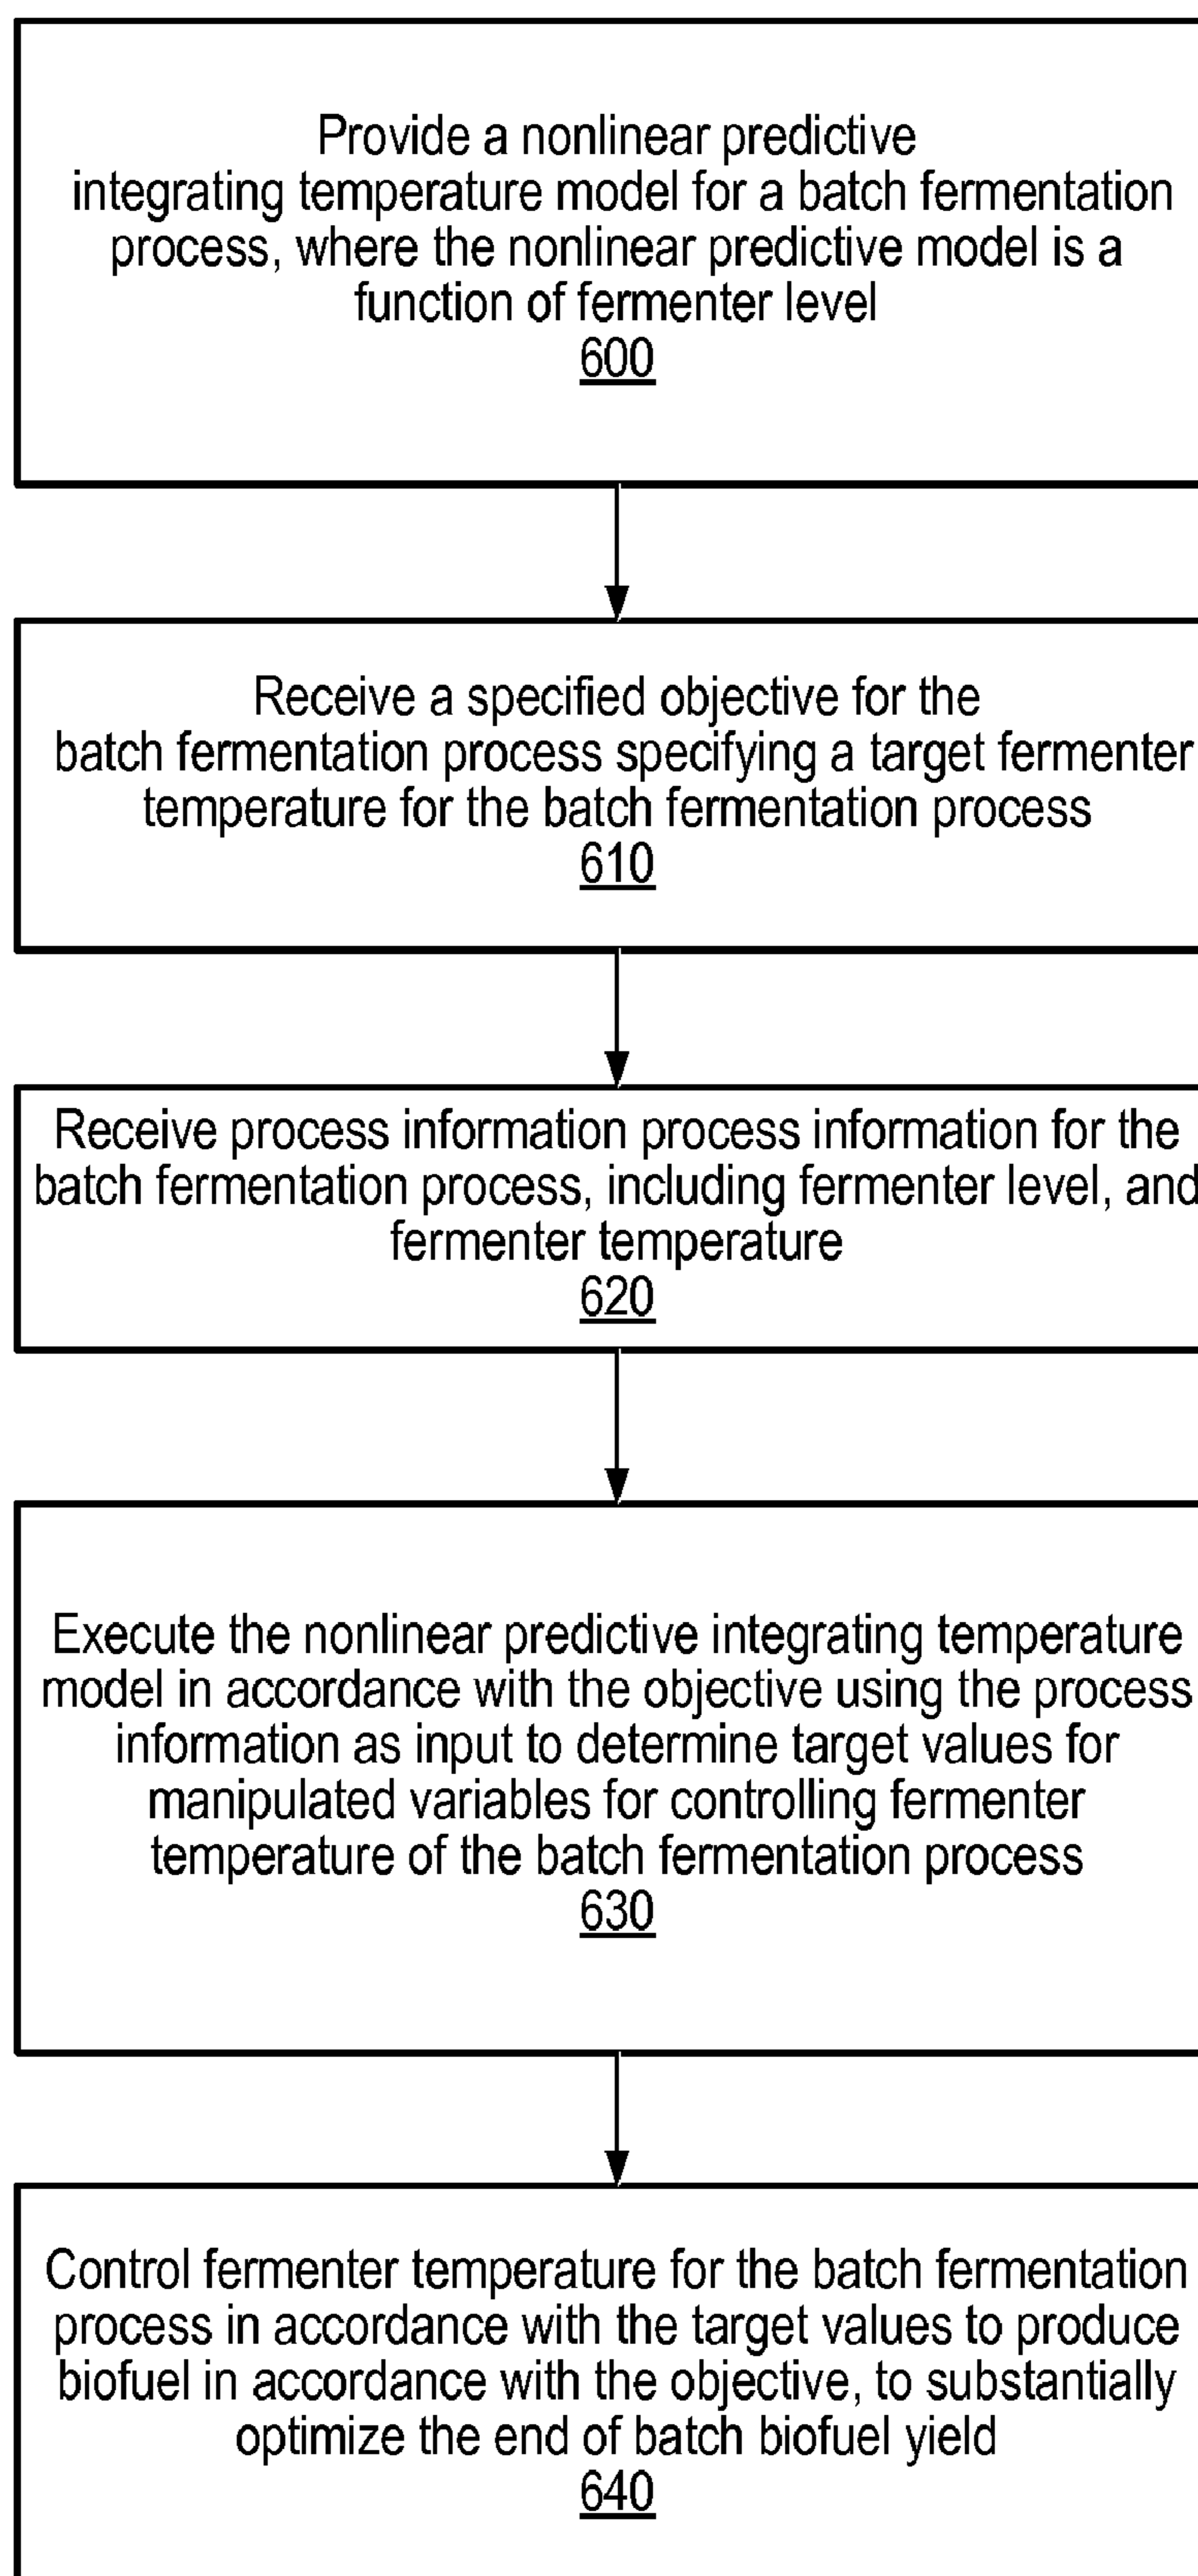 Provide a nonlinear predictive
integrating temperature model for a batch fermentation
process, where the nonlinear predictive model is a
function of fermenter level
600
Receive a specified objective for the
batch fermentation process specifying a target fermenter
temperature for the batch fermentation process
610
Receive process information process information for the
batch fermentation process, including fermenter level, and
fermenter temperature
620
Execute the nonlinear predictive integrating temperature
model in accordance with the objective using the process
information as input to determine target values for
manipulated variables for controlling fermenter
temperature of the batch fermentation process
630
Control fermenter temperature for the batch fermentation
process in accordance with the target values to produce
biofuel in accordance with the objective, to substantially
optimize the end of batch biofuel yield
640